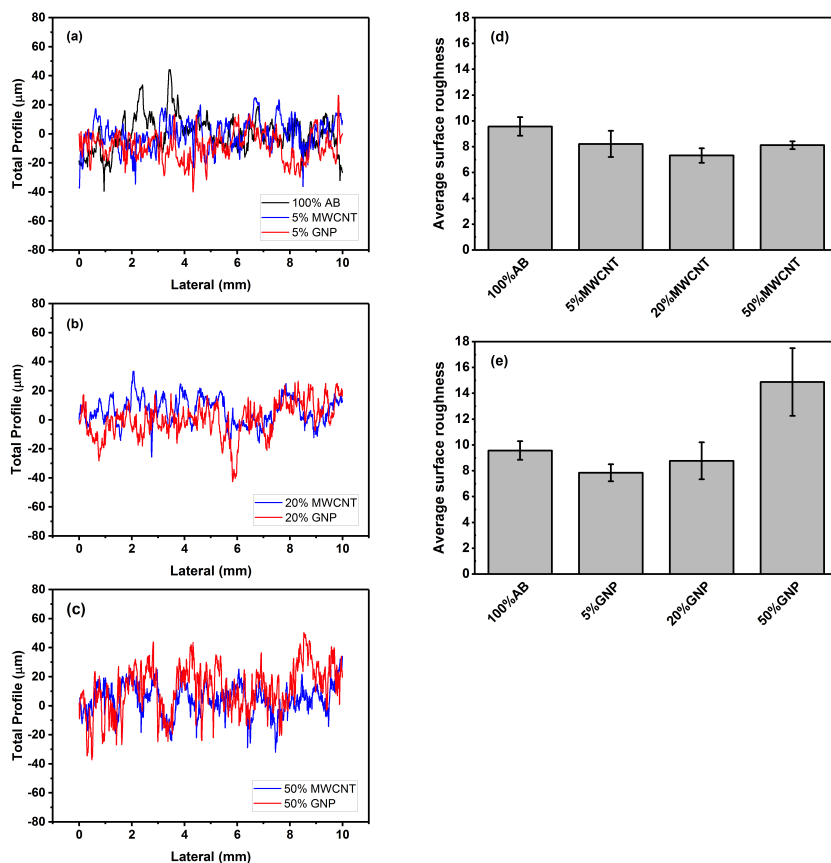 (a)
80
60
40
20
0
-20
-40
-60
-80
Total Profile (µm)
100% AB
5% MWCNT
5% GNP
0 2 4 6 8 10
Lateral (mm)
(b)
80
60
40
20
0
-20
-40
-60
-80
Total Profile (µm)
20% MWCNT
20% GNP
0 2 4 6 8 10
Lateral (mm)
(c)
80
60
40
20
0
-20
-40
-60
-80
Total Profile (µm)
50% MWCNT
50% GNP
0 2 4 6 8 10
Lateral (mm)
(d)
18
16
14
12
10
8
6
4
2
0
Average surface roughness
100%AB 5%MWCNT 20%MWCNT 50%MWCNT
(e)
18
16
14
12
10
8
6
4
2
0
Average surface roughness
100%AB 5%GNP 20%GNP 50%GNP